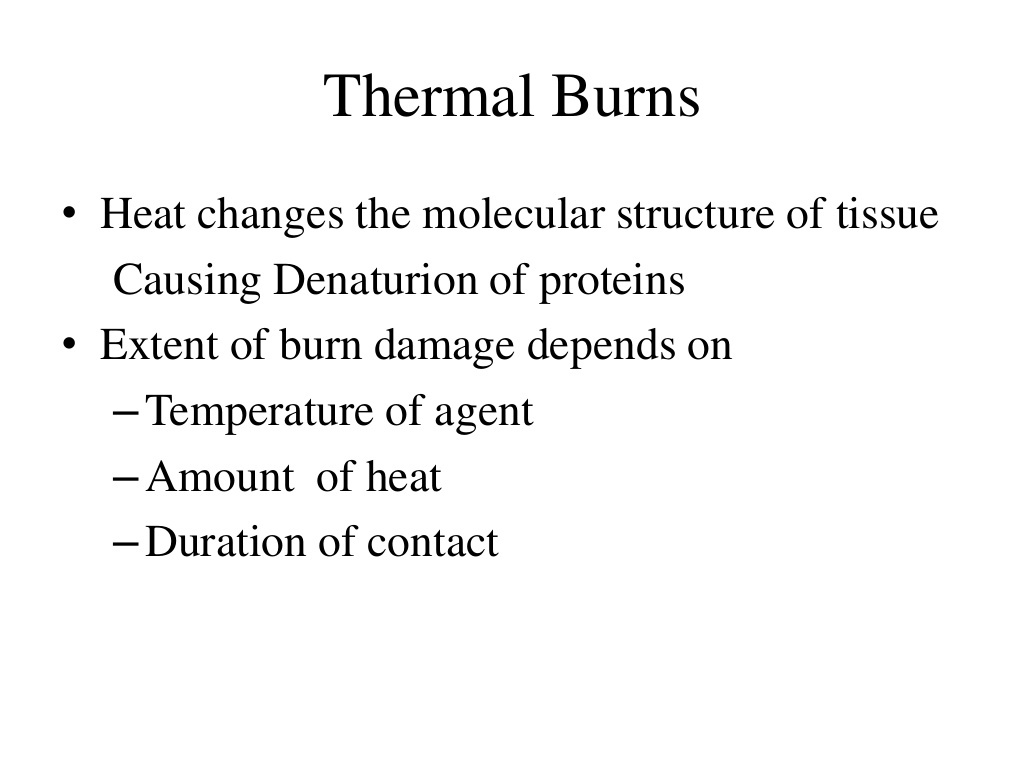 Thermal Burns
• Heat changes the molecular structure of tissue
Causing Denaturion of proteins
• Extent of burn damage depends on
– Temperature of agent
– Amount  of heat
– Duration of contact